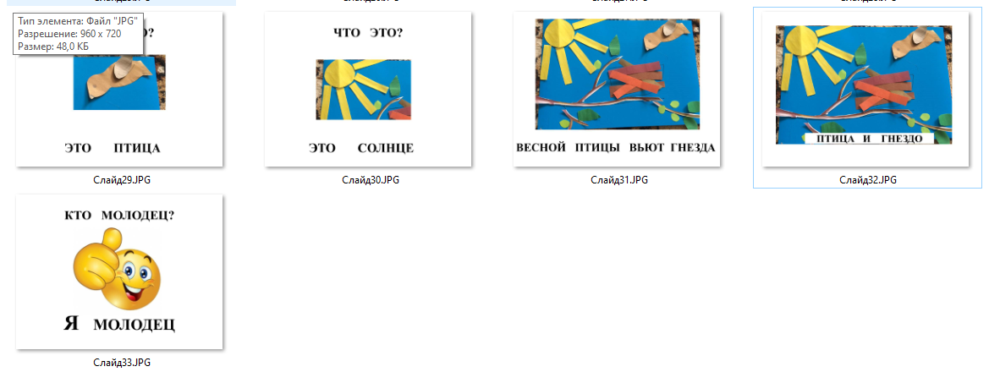 Тип элемента: Файл "JPG"
Разрешение: 960 x 720
Размер: 48,0 КБ
ЭТО ПТИЦА
Слайд29.JPG
ЧТО ЭТО?
ЭТО СОЛНЦЕ
Слайд30.JPG
ВЕСНОЙ ПТИЦЫ ВЬЮТ ГНЕЗДА
Слайд31.JPG
ПТИЦА И ГНЕЗДО
Слайд32.JPG
КТО МОЛОДЕЦ?
Я МОЛОДЕЦ
Слайд33.JPG